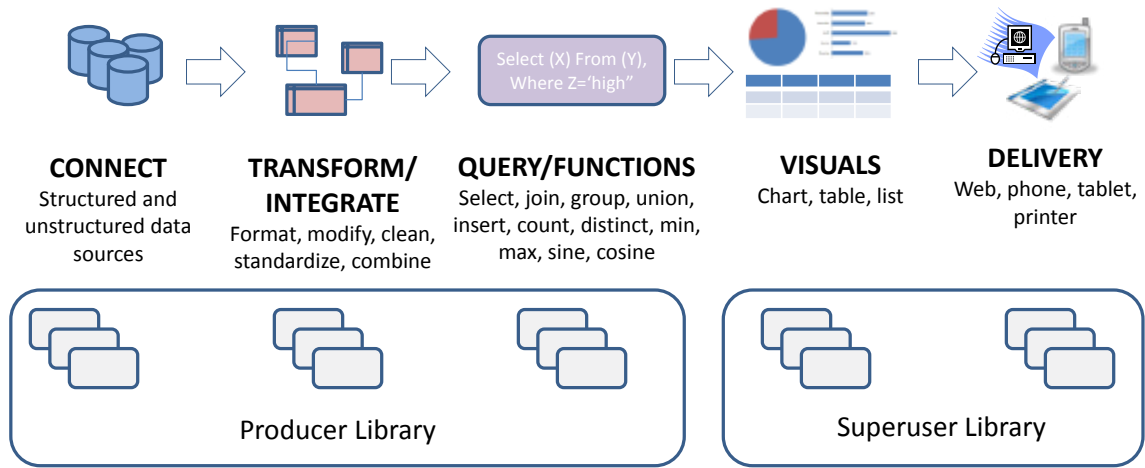 Select (X) From (Y),
Where Z=‘high”
CONNECT
Structured and
unstructured data
sources
TRANSFORM/
INTEGRATE
Format, modify, clean,
standardize, combine
QUERY/FUNCTIONS
Select, join, group, union,
insert, count, distinct, min,
max, sine, cosine
VISUALS
Chart, table, list
DELIVERY
Web, phone, tablet,
printer
Producer Library
Superuser Library